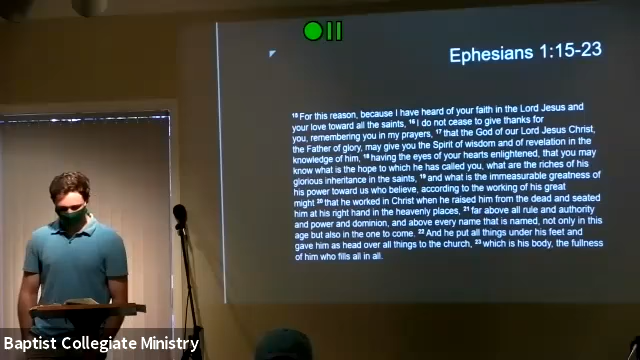 Ephesians 1:15-23
15 For this reason, because I have heard of your faith in the Lord Jesus and
your love toward all the saints, 16 I do not cease to give thanks for
you, remembering you in my prayers, 17 that the God of our Lord Jesus Christ,
the Father of glory, may give you the Spirit of wisdom and of revelation in the
knowledge of him, 18 having the eyes of your hearts enlightened, that you may
know what is the hope to which he has called you, what are the riches of his
glorious inheritance in the saints, 19 and what is the immeasurable greatness of
his power toward us who believe, according to the working of his great
might 20 that he worked in Christ when he raised him from the dead and seated
him at his right hand in the heavenly places, 21 far above all rule and authority
and power and dominion, and above every name that is named, not only in this
age but also in the one to come. 22 And he put all things under his feet and
gave him as head over all things to the church, 23 which is his body, the fullness
of him who fills all in all.
Baptist Collegiate Ministry